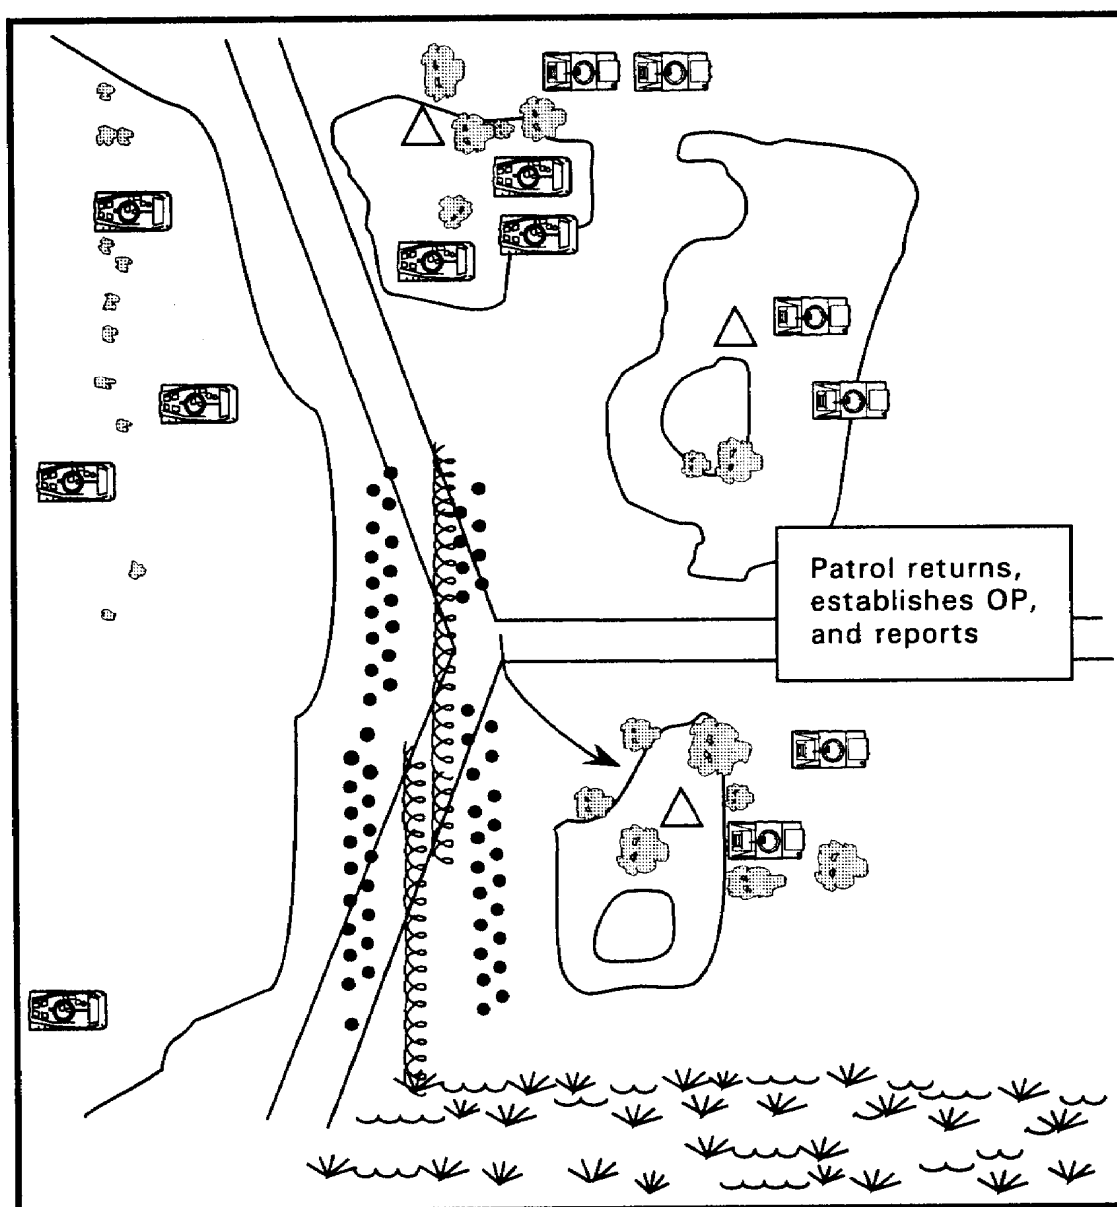 Patrol returns,
establishes OP,
and reports